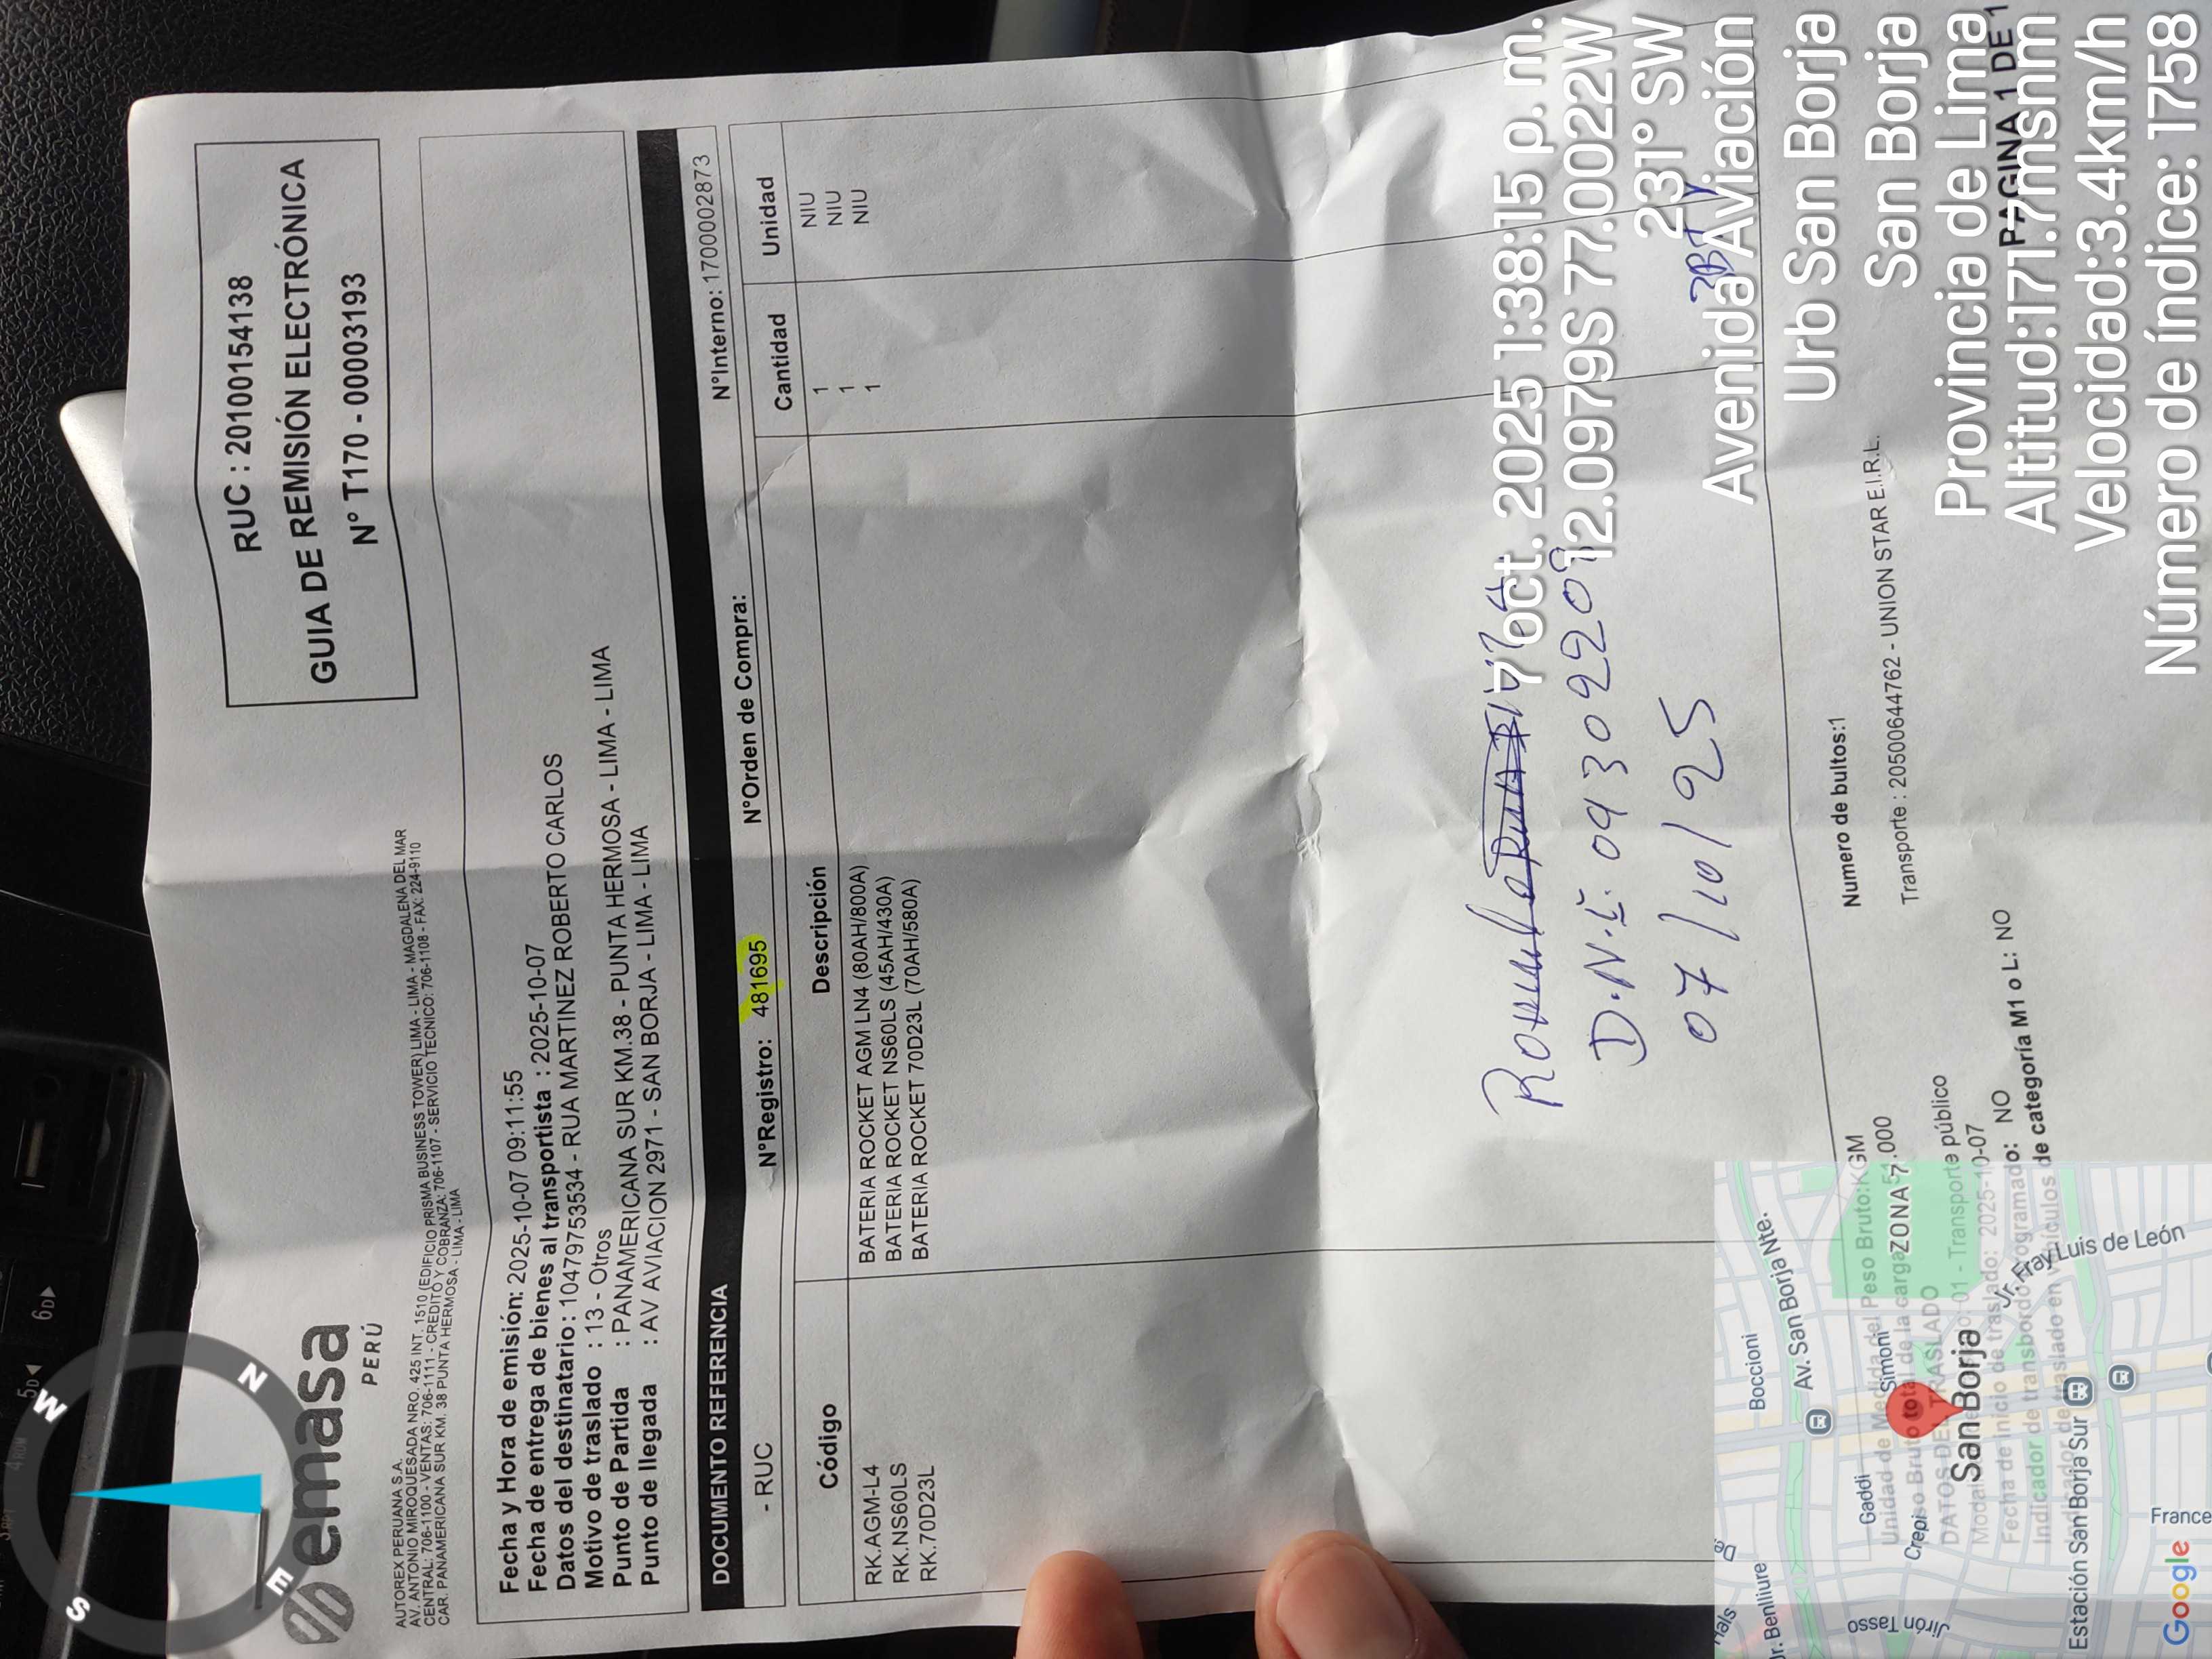 emasa
PERÚ
RUC : 20100154138
GUIA DE REMISIÓN ELECTRÓNICA
N° T170 - 00003193
AUTOREX PERUANA S.A.
AV. ANTONIO MIROQUESADA NRO. 425 INT. 1510 (EDIFICIO PRISMA BUSINESS TOWER) LIMA - LIMA - MAGDALENA DEL MAR
CENTRAL: 706-1100 - VENTAS: 706-1111 - CREDITO Y COBRANZA: 706-1107 - SERVICIO TECNICO: 706-1108 - FAX: 224-9110
CAR. PANAMERICANA SUR KM. 38 PUNTA HERMOSA - LIMA - LIMA
Fecha y Hora de emisión: 2025-10-07 09:11:55
Fecha de entrega de bienes al transportista : 2025-10-07
Datos del destinatario: 10479753534 - RUA MARTINEZ ROBERTO CARLOS
Motivo de traslado : 13 - Otros
Punto de Partida : PANAMERICANA SUR KM.38 - PUNTA HERMOSA - LIMA - LIMA
Punto de llegada : AV AVIACION 2971 - SAN BORJA - LIMA - LIMA
DOCUMENTO REFERENCIA
N°Interno: 1700002873
- RUC N°Registro: 481695 N°Orden de Compra:
Código Descripción Cantidad Unidad
RK.AGM-L4 BATERIA ROCKET AGM LN4 (80AH/800A) 1 NIU
RK.NS60LS BATERIA ROCKET NS60LS (45AH/430A) 1 NIU
RK.70D23L BATERIA ROCKET 70D23L (70AH/580A) 1 NIU
D.N.I: 0930220
07/10/25
Numero de bultos:1
Unidad de Medida del Peso Bruto:KGM
Transporte : 20500644762 - UNION STAR E.I.R.L.
Peso Bruto total de la carga
.000
DATOS DEL TRASLADO
01 - Transporte público
Fecha de Inicio de traslado: 2025-10-07
Indicador de transbordo programado: NO
traslado en vehículos de categoría M1 o L: NO
PAGINA 1 DE 1
7 oct. 2025 1:38:15 p. m.
12.09799S 77.00222W
231° SW
Avenida Aviación
Urb San Borja
San Borja
Provincia de Lima
Altitud:171.7msnm
Velocidad:3.4km/h
Número de índice: 1758
N
W
S
E
5D
6D
Boccioni
Av. San Borja Nte.
Gaddi
Simoni
ZONA 7
Crepi
San Borja
Jr. Fray Luis de León
Jr. Benlliure
Jirón Tasso
Estación San Borja Sur
France
Google